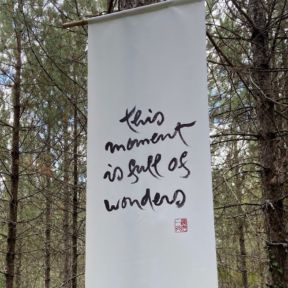 this
moment
is full of
wonders